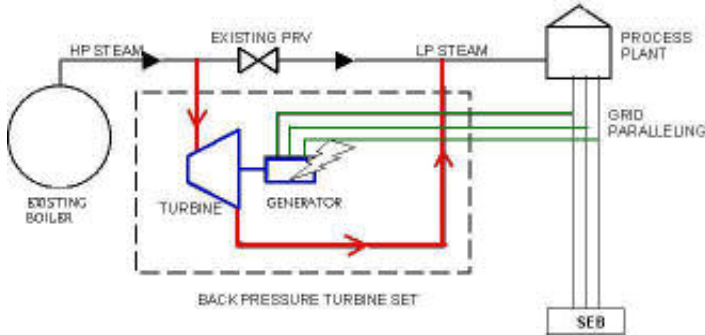 EXISTING PRV
PROCESS
PLANT
HP STEAM
LP STEAM
GRID
PARALLELING
TURBINE
GENERATOR
EXISTING
BOILER
BACK PRESSURE TURBINE SET
SEB